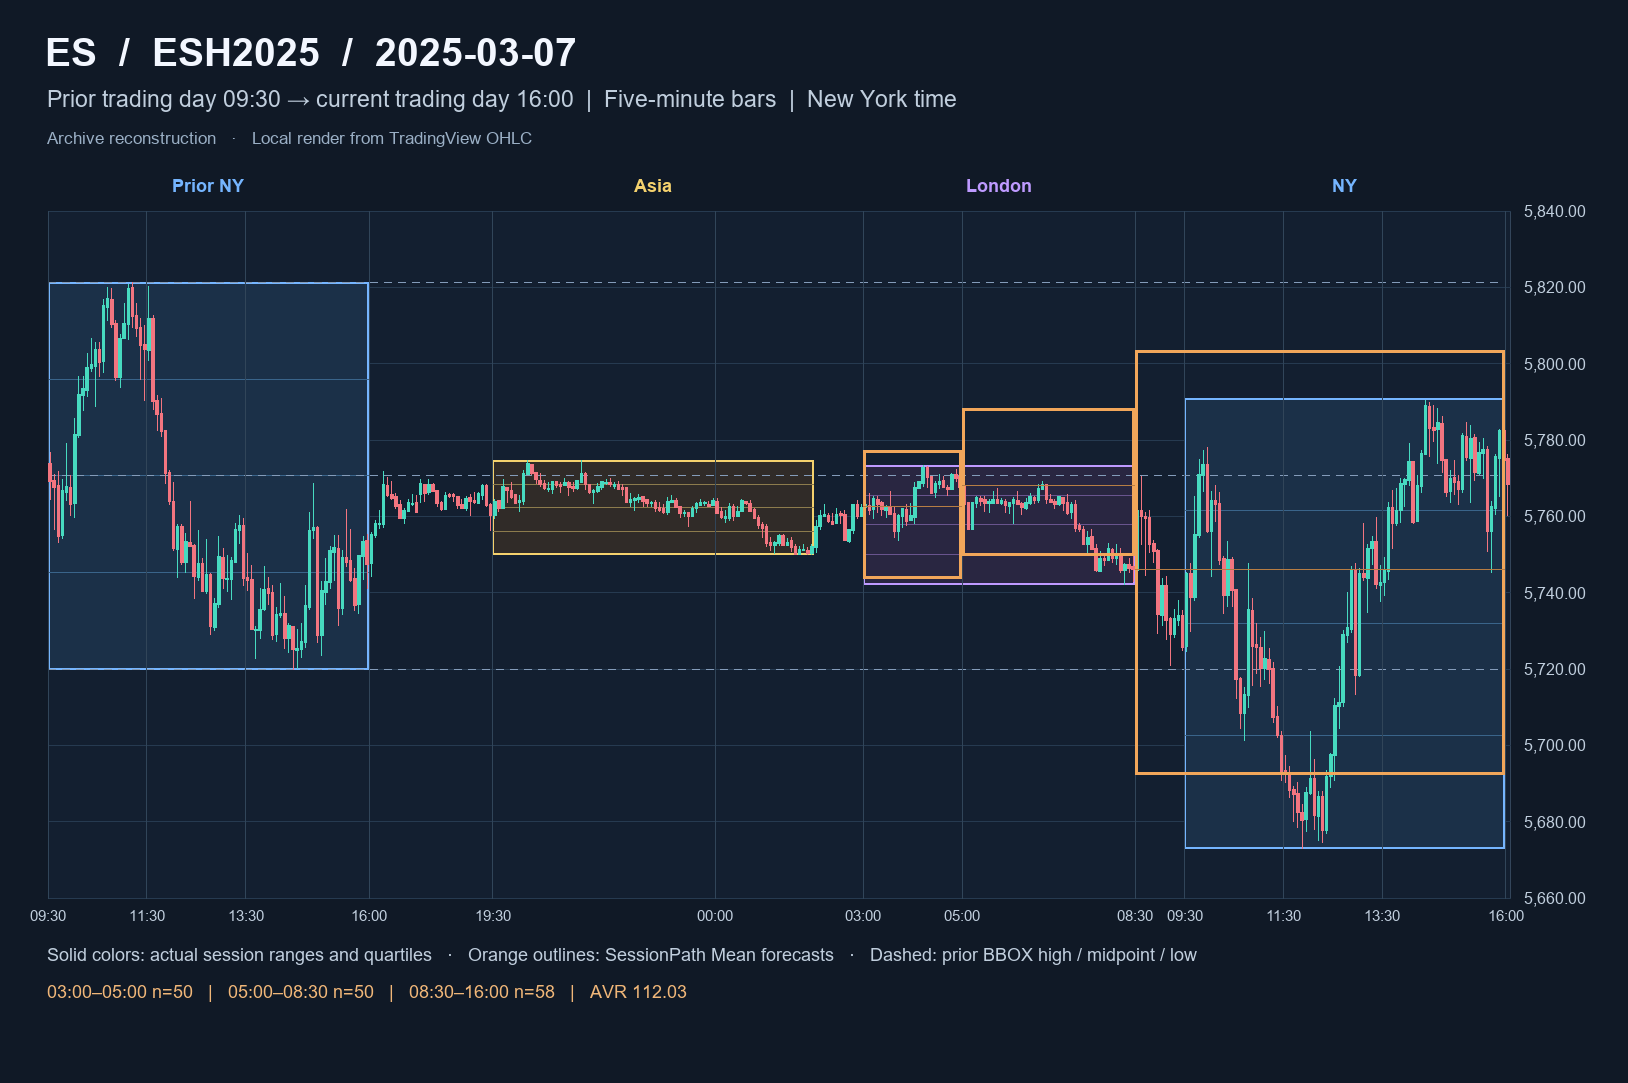 ES / ESH2025 / 2025-03-07
Prior trading day 09:30 → current trading day 16:00 | Five-minute bars | New York time
Archive reconstruction · Local render from TradingView OHLC
Prior NY Asia London NY
5,840.00
5,820.00
5,800.00
5,780.00
5,760.00
5,740.00
5,720.00
5,700.00
5,680.00
5,660.00
09:30 11:30 13:30 16:00 19:30 00:00 03:00 05:00 08:30 09:30 11:30 13:30 16:00
Solid colors: actual session ranges and quartiles · Orange outlines: SessionPath Mean forecasts · Dashed: prior BBOX high / midpoint / low
03:00–05:00 n=50 | 05:00–08:30 n=50 | 08:30–16:00 n=58 | AVR 112.03